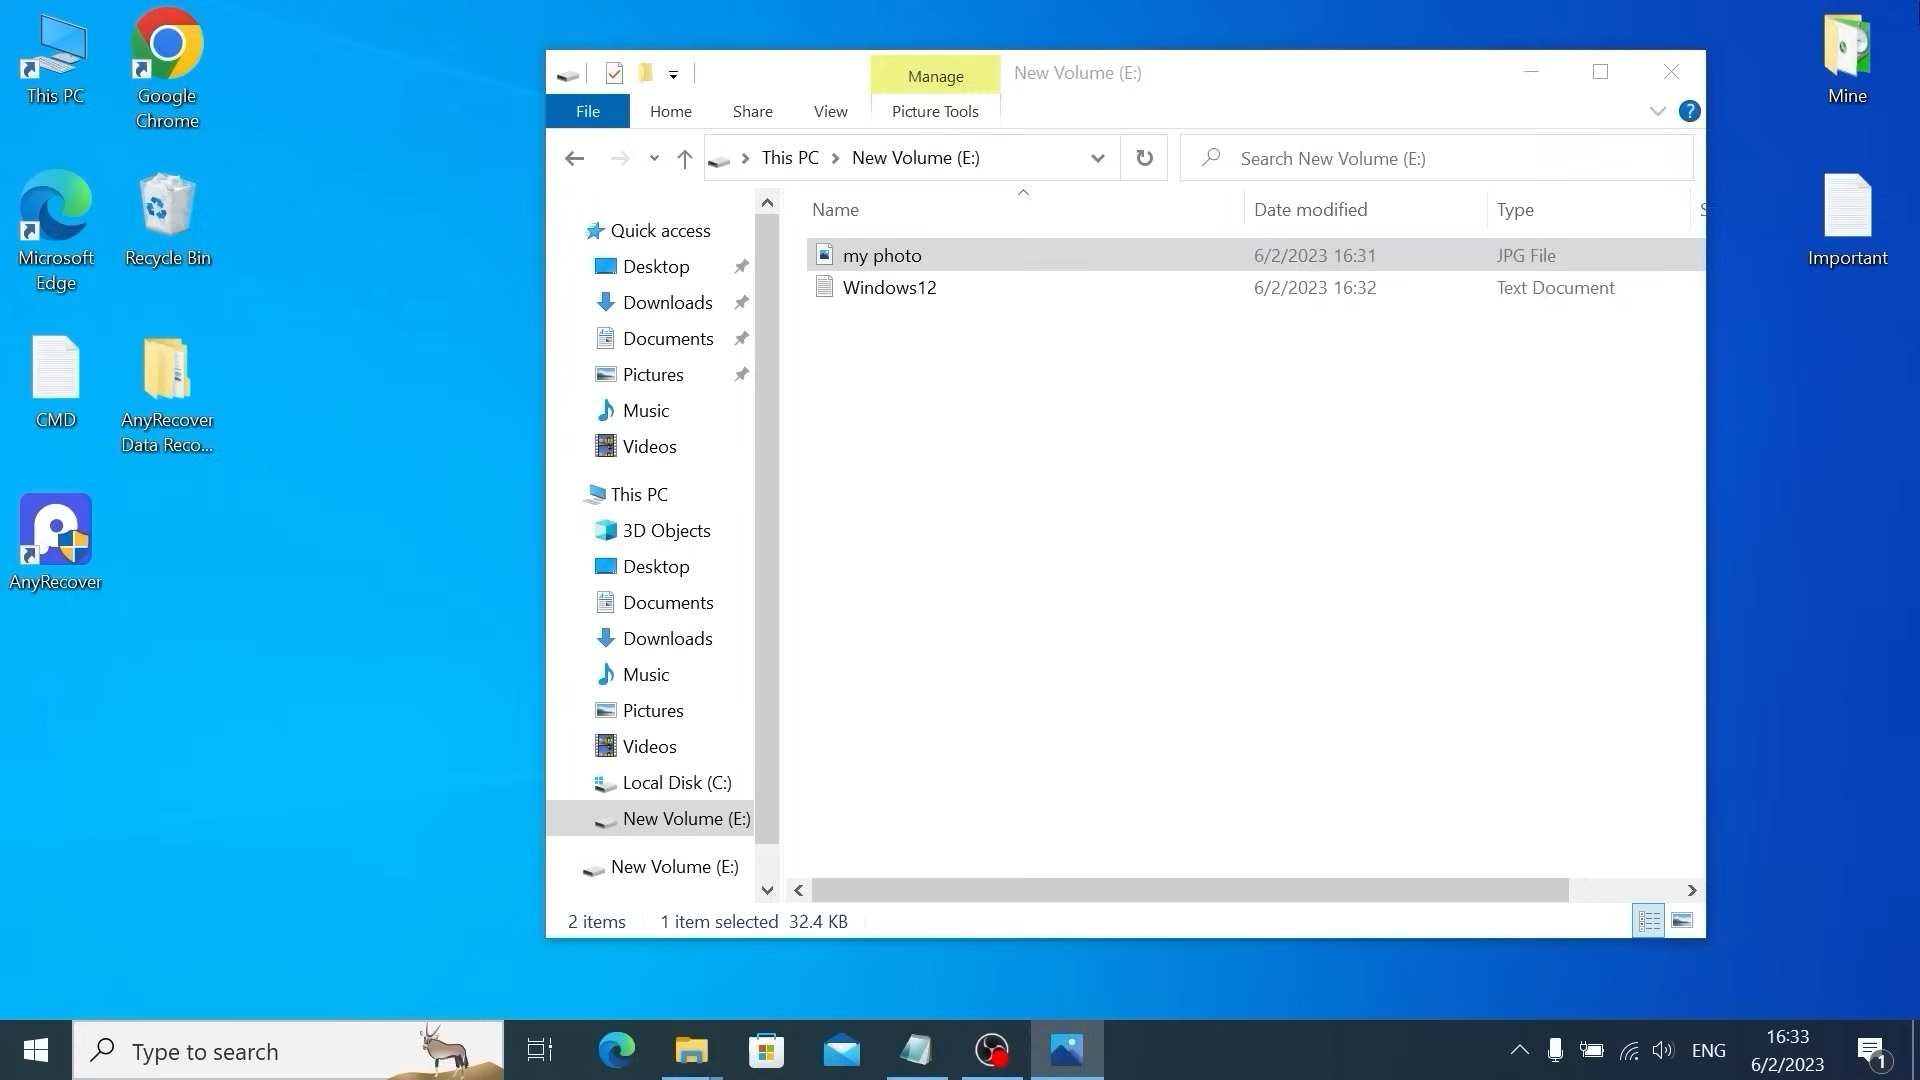 This PC
Google
Chrome
Microsoft
Edge
Recycle Bin
CMD
AnyRecover
Data Reco...
AnyRecover
Mine
Important
Manage
New Volume (E:)
File
Home
Share
View
Picture Tools
?
This PC
New Volume (E:)
Search New Volume (E:)
Name
Date modified
Type
my photo
6/2/2023 16:31
JPG File
Windows12
6/2/2023 16:32
Text Document
Quick access
Desktop
Downloads
Documents
Pictures
Music
Videos
This PC
3D Objects
Desktop
Documents
Downloads
Music
Pictures
Videos
Local Disk (C:)
New Volume (E:)
New Volume (E:)
2 items
1 item selected 32.4 KB
Type to search
ENG
16:33
6/2/2023
1